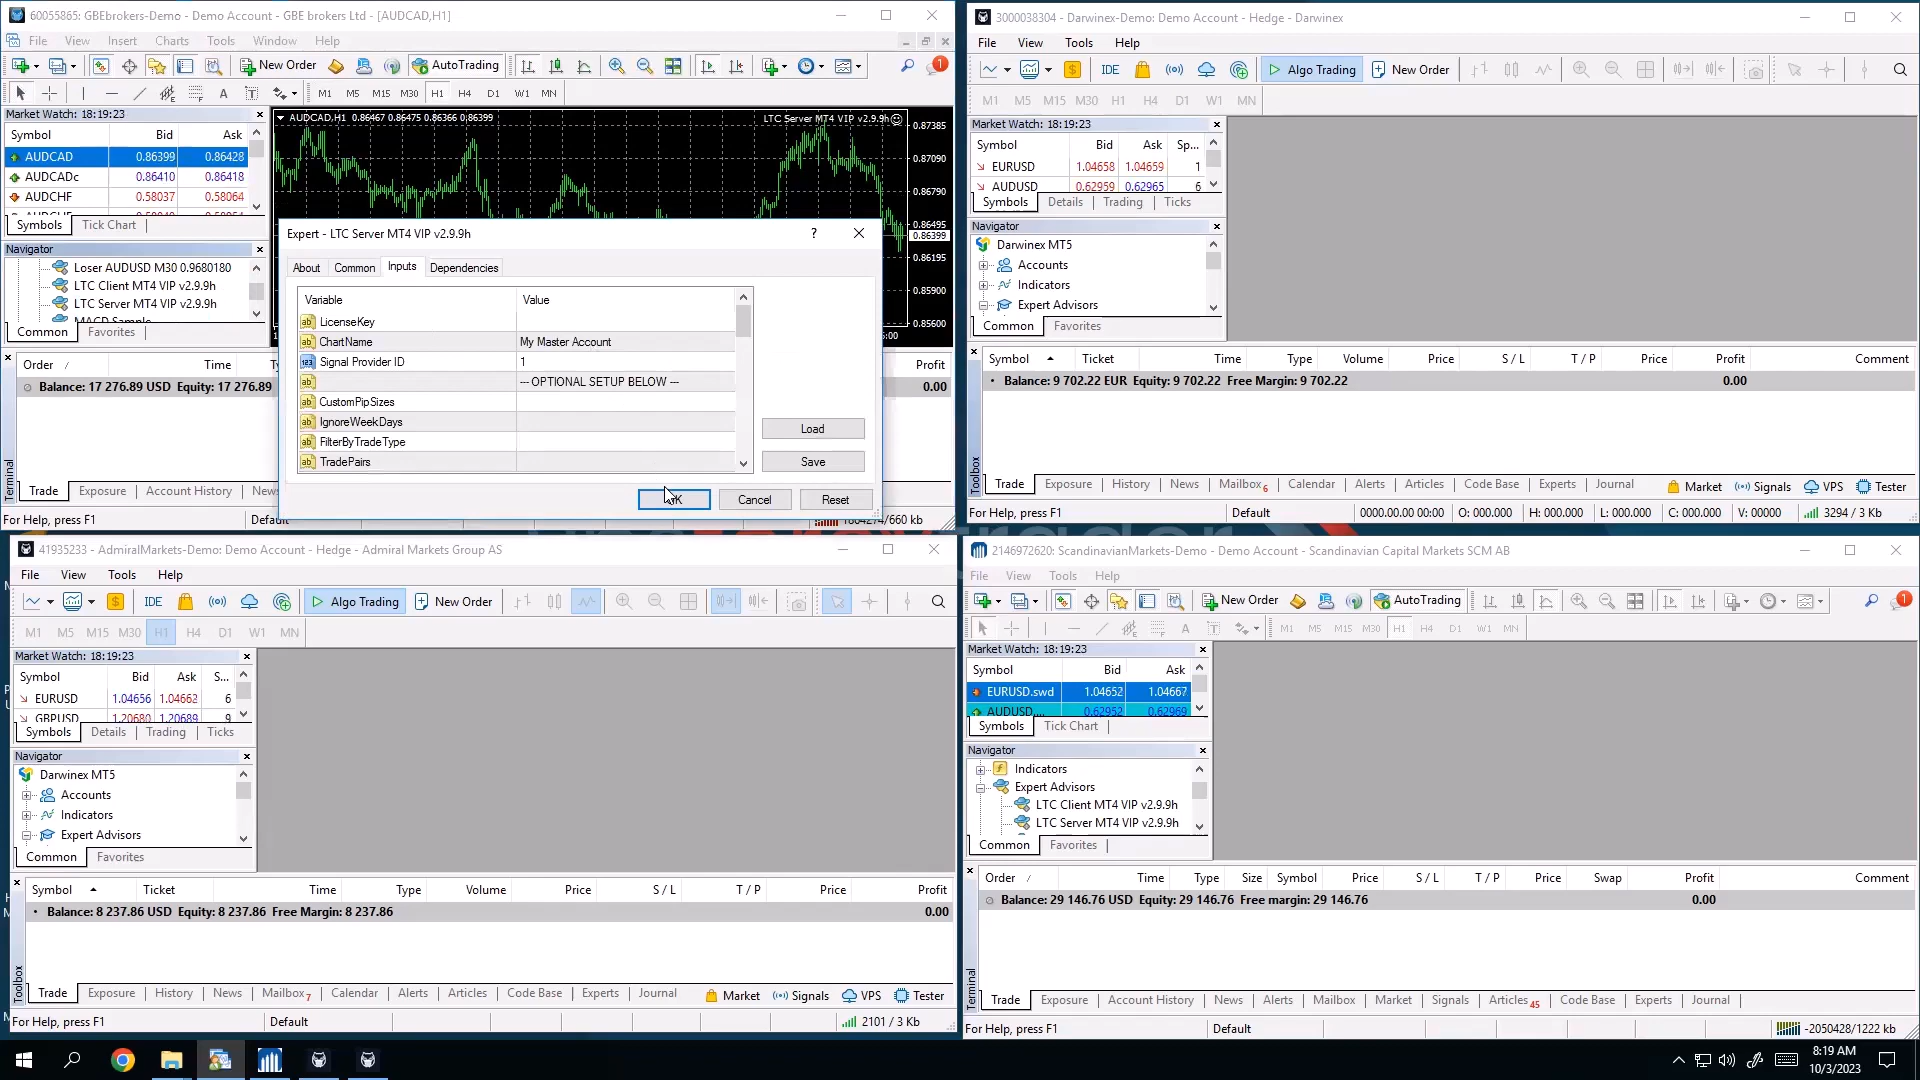 60055865: GBEbrokers-Demo - Demo Account - GBE brokers Ltd - [AUDCAD,H1]
File View Insert Charts Tools Window Help
New Order AutoTrading 1
A T M1 M5 M15 M30 H1 H4 D1 W1 MN
Market Watch: 18:19:23
Symbol Bid Ask
AUDCAD 0.86399 0.86428
AUDCADc 0.86410 0.86418
AUDCHF 0.58037 0.58064
Symbols Tick Chart
AUDCAD,H1 0.86467 0.86475 0.86366 0.86399
LTC Server MT4 VIP v2.9.9h
0.87385
0.87090
0.86790
0.86495
0.86399
0.86195
0.85900
0.85600
Navigator
Loser AUDUSD M30 0.9680180
LTC Client MT4 VIP v2.9.9h
LTC Server MT4 VIP v2.9.9h
MACD Sample
Common Favorites
Order / Time Profit
Balance: 17 276.89 USD Equity: 17 276.89 0.00
Terminal
Trade Exposure Account History News
For Help, press F1 Default 1664274/660 kb
Expert - LTC Server MT4 VIP v2.9.9h ?
About Common Inputs Dependencies
Variable Value
LicenseKey
ChartName My Master Account
Signal Provider ID 1
--- OPTIONAL SETUP BELOW ---
CustomPipSizes
IgnoreWeekDays
FilterByTradeType
TradePairs
Load
Save
Cancel Reset
3000038304 - Darwinex-Demo: Demo Account - Hedge - Darwinex
File View Tools Help
IDE Algo Trading New Order
M1 M5 M15 M30 H1 H4 D1 W1 MN
Market Watch: 18:19:23
Symbol Bid Ask Sp...
EURUSD 1.04658 1.04659 1
AUDUSD 0.62959 0.62965 6
Symbols Details Trading Ticks
Navigator
Darwinex MT5
Accounts
Indicators
Expert Advisors
Common Favorites
Symbol Ticket Time Type Volume Price S / L T / P Price Profit Comment
Balance: 9 702.22 EUR Equity: 9 702.22 Free Margin: 9 702.22 0.00
Toolbox
Trade Exposure History News Mailbox 6 Calendar Alerts Articles Code Base Experts Journal Market Signals VPS Tester
For Help, press F1 Default 0000.00.00 00:00 O: 000.000 H: 000.000 L: 000.000 C: 000.000 V: 00000 3294 / 3 Kb
41935233 - AdmiralMarkets-Demo: Demo Account - Hedge - Admiral Markets Group AS
File View Tools Help
IDE Algo Trading New Order
M1 M5 M15 M30 H1 H4 D1 W1 MN
Market Watch: 18:19:23
Symbol Bid Ask S...
EURUSD 1.04656 1.04662 6
GBPUSD 1.20680 1.20689 9
Symbols Details Trading Ticks
Navigator
Darwinex MT5
Accounts
Indicators
Expert Advisors
Common Favorites
Symbol Ticket Time Type Volume Price S / L T / P Price Profit
Balance: 8 237.86 USD Equity: 8 237.86 Free Margin: 8 237.86 0.00
Toolbox
Trade Exposure History News Mailbox 7 Calendar Alerts Articles Code Base Experts Journal Market Signals VPS Tester
For Help, press F1 Default 2101 / 3 Kb
2146972620: ScandinavianMarkets-Demo - Demo Account - Scandinavian Capital Markets SCM AB
File View Tools Help
New Order AutoTrading 1
A T M1 M5 M15 M30 H1 H4 D1 W1 MN
Market Watch: 18:19:23
Symbol Bid Ask
EURUSD.swd 1.04652 1.04667
AUDUSD.... 0.62952 0.62969
Symbols Tick Chart
Navigator
Indicators
Expert Advisors
LTC Client MT4 VIP v2.9.9h
LTC Server MT4 VIP v2.9.9h
Common Favorites
Order / Time Type Size Symbol Price S / L T / P Price Swap Profit Comment
Balance: 29 146.76 USD Equity: 29 146.76 Free margin: 29 146.76 0.00
Terminal
Trade Exposure Account History News Alerts Mailbox Market Signals Articles 45 Code Base Experts Journal
For Help, press F1 Default -2050428/1222 kb
8:19 AM
10/3/2023